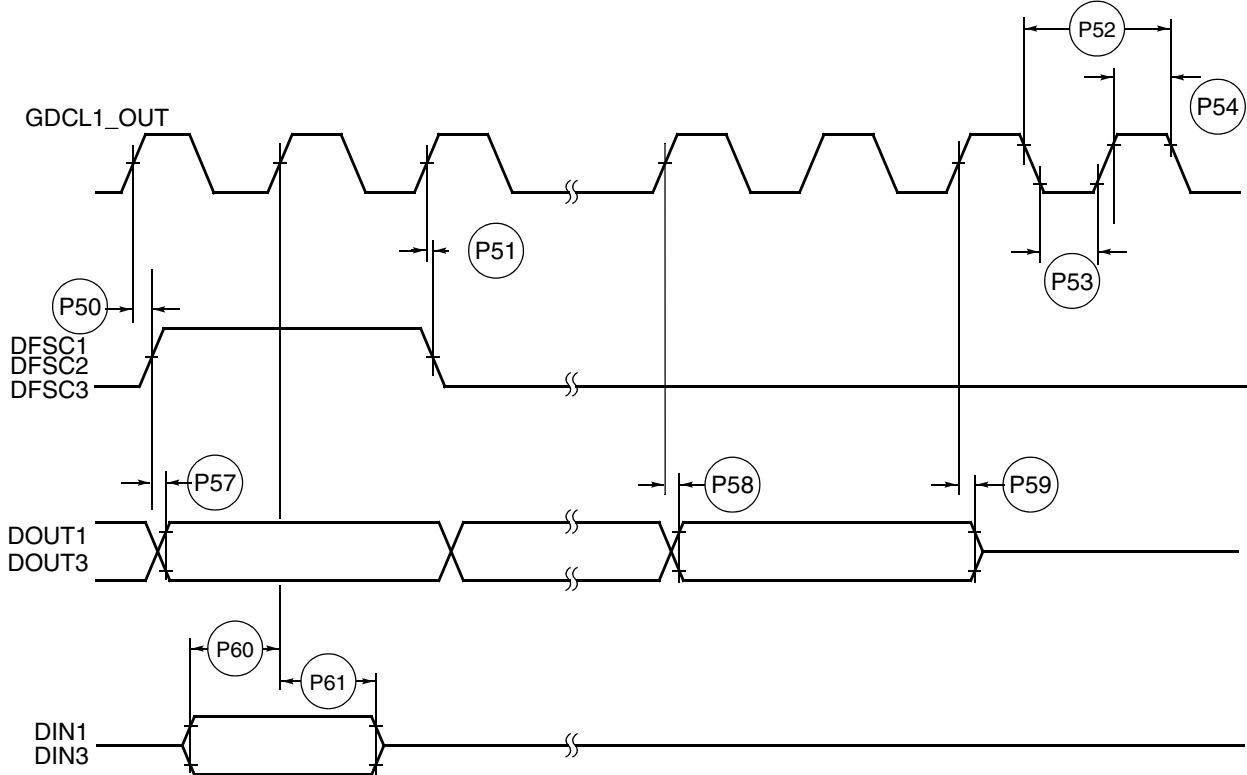 P52
P54
GDCL1_OUT
P51
P53
P50
DFSC1
DFSC2
DFSC3
P57
P58
P59
DOUT1
DOUT3
P60
P61
DIN1
DIN3